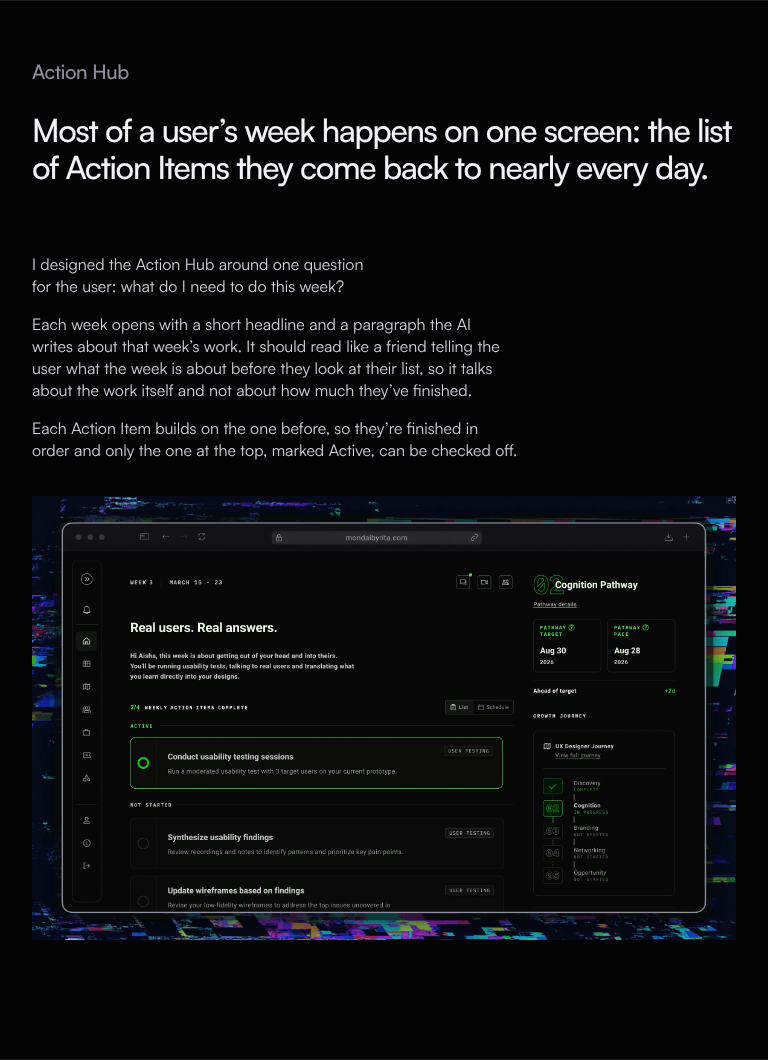 Action Hub
Most of a user's week happens on one screen: the list
of Action Items they come back to nearly every day.
I designed the Action Hub around one question
for the user: what do I need to do this week?
Each week opens with a short headline and a paragraph the AI
writes about that week's work. It should read like a friend telling the
user what the week is about before they look at their list, so it talks
about the work itself and not about how much they've finished.
Each Action Item builds on the one before, so they're finished in
order and only the one at the top, marked Active, can be checked off.
mondaibyrita.com
WEEK 3 MARCH 15 - 23
Real users. Real answers.
Hi Aisha, this week is about getting out of your head and into theirs.
You'll be running usability tests, talking to real users and translating what
you learn directly into your designs.
WEEKLY ACTION ITEMS COMPLETE
List Schedule
ACTIVE
USER TESTING
Conduct usability testing sessions
Run a moderated usability test with 3 target users on your current prototype.
NOT STARTED
USER TESTING
Synthesize usability findings
Review recordings and notes to identify patterns and prioritize key pain points.
USER TESTING
Update wireframes based on findings
Revise your low-fidelity wireframes to address the top issues uncovered in
02 Cognition Pathway
Pathway details
PATHWAY TARGET
Aug 30
2026
PATHWAY PACE
Aug 28
2026
Ahead of target +2d
GROWTH JOURNEY
UX Designer Journey
View full journey
Discovery
COMPLETE
02 Cognition
IN PROGRESS
03 Branding
NOT STARTED
04 Networking
NOT STARTED
05 Opportunity
NOT STARTED